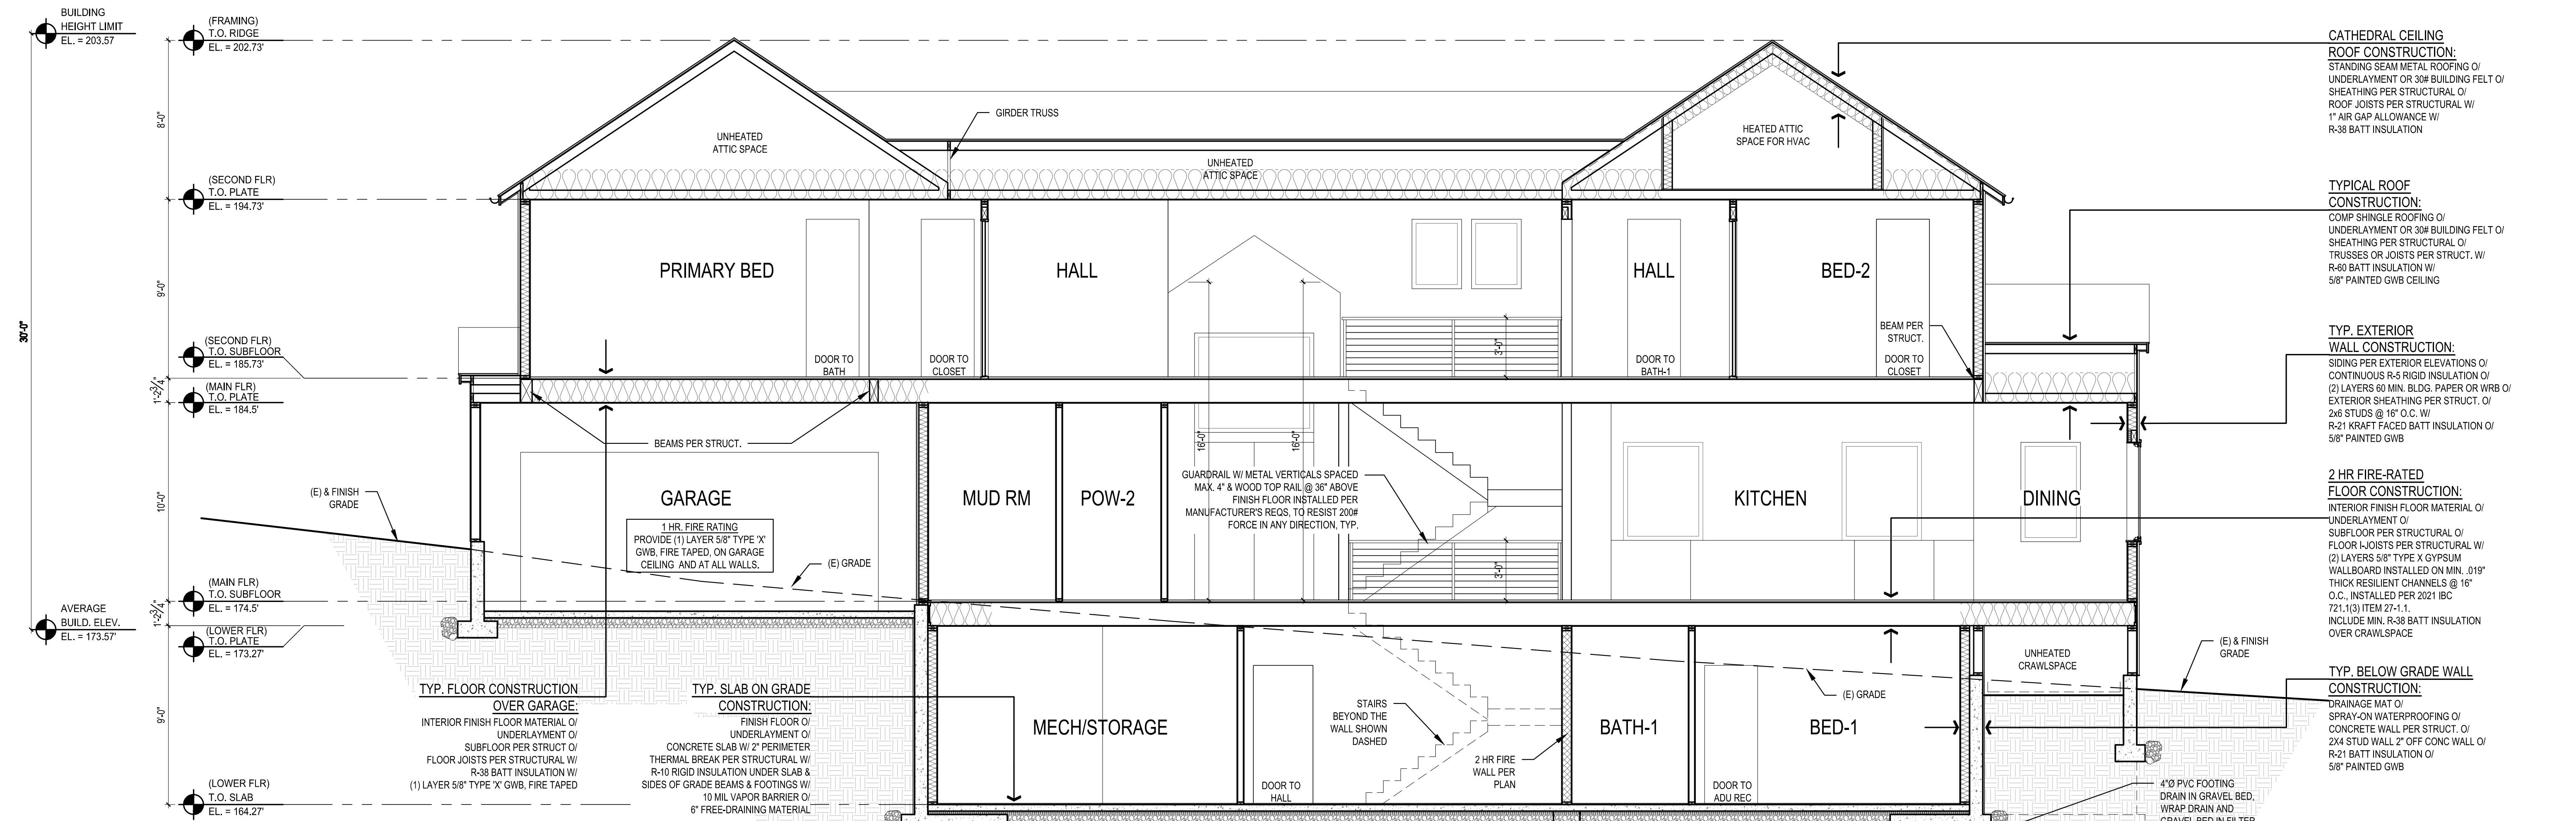 BUILDING
HEIGHT LIMIT
EL. = 203.57
(FRAMING)
T.O. RIDGE
EL. = 202.73'
8'-0"
(SECOND FLR)
T.O. PLATE
EL. = 194.73'
9'-0"
30'-0"
(SECOND FLR)
T.O. SUBFLOOR
EL. = 185.73'
1'-2 3/4"
(MAIN FLR)
T.O. PLATE
EL. = 184.5'
10'-0"
(MAIN FLR)
T.O. SUBFLOOR
EL. = 174.5'
AVERAGE
BUILD. ELEV.
EL. = 173.57'
1'-2 3/4"
(LOWER FLR)
T.O. PLATE
EL. = 173.27'
9'-0"
(LOWER FLR)
T.O. SLAB
EL. = 164.27'
UNHEATED
ATTIC SPACE
GIRDER TRUSS
UNHEATED
ATTIC SPACE
HEATED ATTIC
SPACE FOR HVAC
PRIMARY BED
HALL
HALL
BED-2
DOOR TO
BATH
DOOR TO
CLOSET
3'-0"
DOOR TO
BATH-1
BEAM PER
STRUCT.
DOOR TO
CLOSET
BEAMS PER STRUCT.
(E) & FINISH
GRADE
GARAGE
1 HR. FIRE RATING
PROVIDE (1) LAYER 5/8" TYPE 'X'
GWB, FIRE TAPED, ON GARAGE
CEILING AND AT ALL WALLS.
(E) GRADE
MUD RM
POW-2
16'-0"
16'-0"
GUARDRAIL W/ METAL VERTICALS SPACED
MAX. 4" & WOOD TOP RAIL @ 36" ABOVE
FINISH FLOOR INSTALLED PER
MANUFACTURER'S REQS, TO RESIST 200#
FORCE IN ANY DIRECTION, TYP.
3'-0"
KITCHEN
DINING
TYP. FLOOR CONSTRUCTION
OVER GARAGE:
INTERIOR FINISH FLOOR MATERIAL O/
UNDERLAYMENT O/
SUBFLOOR PER STRUCT O/
FLOOR JOISTS PER STRUCTURAL W/
R-38 BATT INSULATION W/
(1) LAYER 5/8" TYPE 'X' GWB, FIRE TAPED
TYP. SLAB ON GRADE
CONSTRUCTION:
FINISH FLOOR O/
UNDERLAYMENT O/
CONCRETE SLAB W/ 2" PERIMETER
THERMAL BREAK PER STRUCTURAL W/
R-10 RIGID INSULATION UNDER SLAB &
SIDES OF GRADE BEAMS & FOOTINGS W/
10 MIL VAPOR BARRIER O/
6" FREE-DRAINING MATERIAL
MECH/STORAGE
DOOR TO
HALL
STAIRS
BEYOND THE
WALL SHOWN
DASHED
2 HR FIRE
WALL PER
PLAN
BATH-1
BED-1
DOOR TO
ADU REC
(E) GRADE
UNHEATED
CRAWLSPACE
(E) & FINISH
GRADE
CATHEDRAL CEILING
ROOF CONSTRUCTION:
STANDING SEAM METAL ROOFING O/
UNDERLAYMENT OR 30# BUILDING FELT O/
SHEATHING PER STRUCTURAL O/
ROOF JOISTS PER STRUCTURAL W/
1" AIR GAP ALLOWANCE W/
R-38 BATT INSULATION
TYPICAL ROOF
CONSTRUCTION:
COMP SHINGLE ROOFING O/
UNDERLAYMENT OR 30# BUILDING FELT O/
SHEATHING PER STRUCTURAL O/
TRUSSES OR JOISTS PER STRUCT. W/
R-60 BATT INSULATION W/
5/8" PAINTED GWB CEILING
TYP. EXTERIOR
WALL CONSTRUCTION:
SIDING PER EXTERIOR ELEVATIONS O/
CONTINUOUS R-5 RIGID INSULATION O/
(2) LAYERS 60 MIN. BLDG. PAPER OR WRB O/
EXTERIOR SHEATHING PER STRUCT. O/
2x6 STUDS @ 16" O.C. W/
R-21 KRAFT FACED BATT INSULATION O/
5/8" PAINTED GWB
2 HR FIRE-RATED
FLOOR CONSTRUCTION:
INTERIOR FINISH FLOOR MATERIAL O/
UNDERLAYMENT O/
SUBFLOOR PER STRUCTURAL O/
FLOOR I-JOISTS PER STRUCTURAL W/
(2) LAYERS 5/8" TYPE X GYPSUM
WALLBOARD INSTALLED ON MIN. .019"
THICK RESILIENT CHANNELS @ 16"
O.C., INSTALLED PER 2021 IBC
721.1(3) ITEM 27-1.1.
INCLUDE MIN. R-38 BATT INSULATION
OVER CRAWLSPACE
TYP. BELOW GRADE WALL
CONSTRUCTION:
DRAINAGE MAT O/
SPRAY-ON WATERPROOFING O/
CONCRETE WALL PER STRUCT. O/
2X4 STUD WALL 2" OFF CONC WALL O/
R-21 BATT INSULATION O/
5/8" PAINTED GWB
4"Ø PVC FOOTING
DRAIN IN GRAVEL BED,
WRAP DRAIN AND
GRAVEL BED IN FILTER